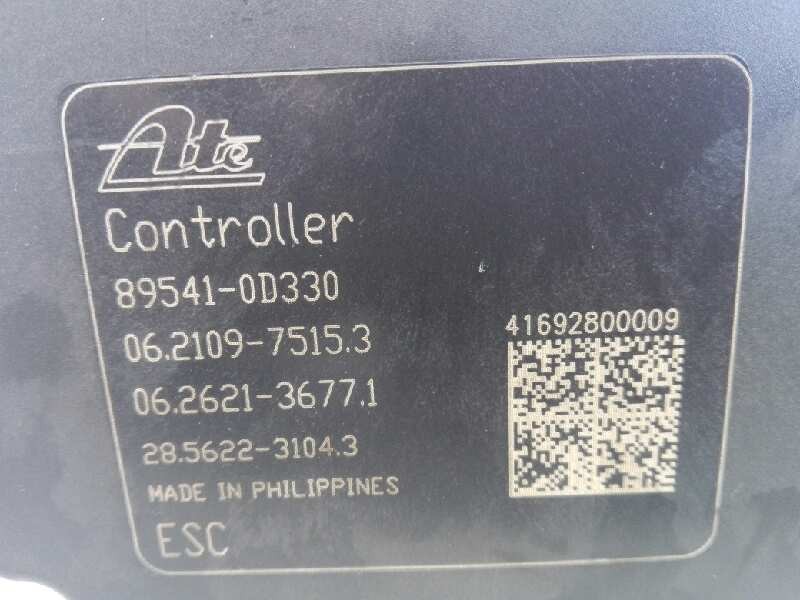 Ate
Controller
89541-0D330
06.2109-7515.3
41692800009
06.2621-3677.1
28.5622-3104.3
MADE IN PHILIPPINES
ESC